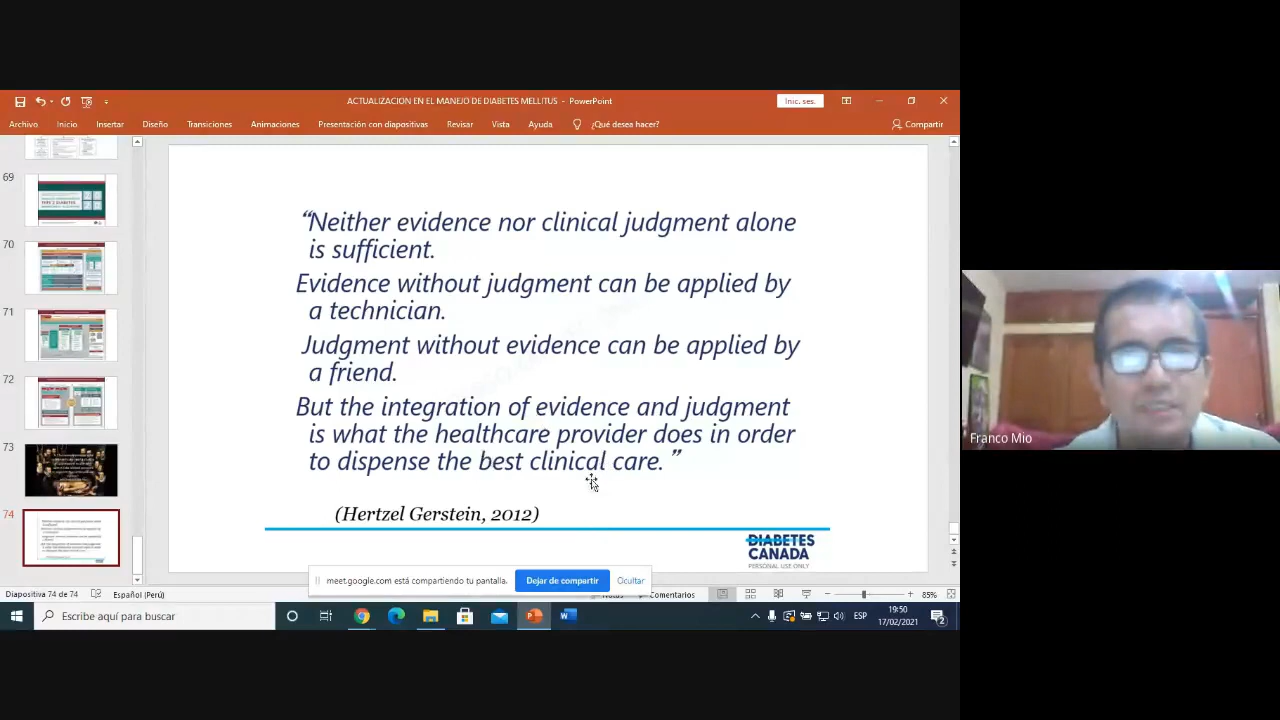 ACTUALIZACION EN EL MANEJO DE DIABETES MELLITUS - PowerPoint
Inic. ses.
Archivo Inicio Insertar Diseño Transiciones Animaciones Presentación con diapositivas Revisar Vista Ayuda ¿Qué desea hacer? Compartir
69
70
71
72
73
74
“Neither evidence nor clinical judgment alone
is sufficient.
Evidence without judgment can be applied by
a technician.
Judgment without evidence can be applied by
a friend.
But the integration of evidence and judgment
is what the healthcare provider does in order
to dispense the best clinical care. ”
(Hertzel Gerstein, 2012)
DIABETES
CANADA
PERSONAL USE ONLY
Franco Mio
meet.google.com está compartiendo tu pantalla. Dejar de compartir Ocultar
Diapositiva 74 de 74 Español (Perú) Notas Comentarios 85%
Escribe aquí para buscar
ESP
19:50
17/02/2021
2